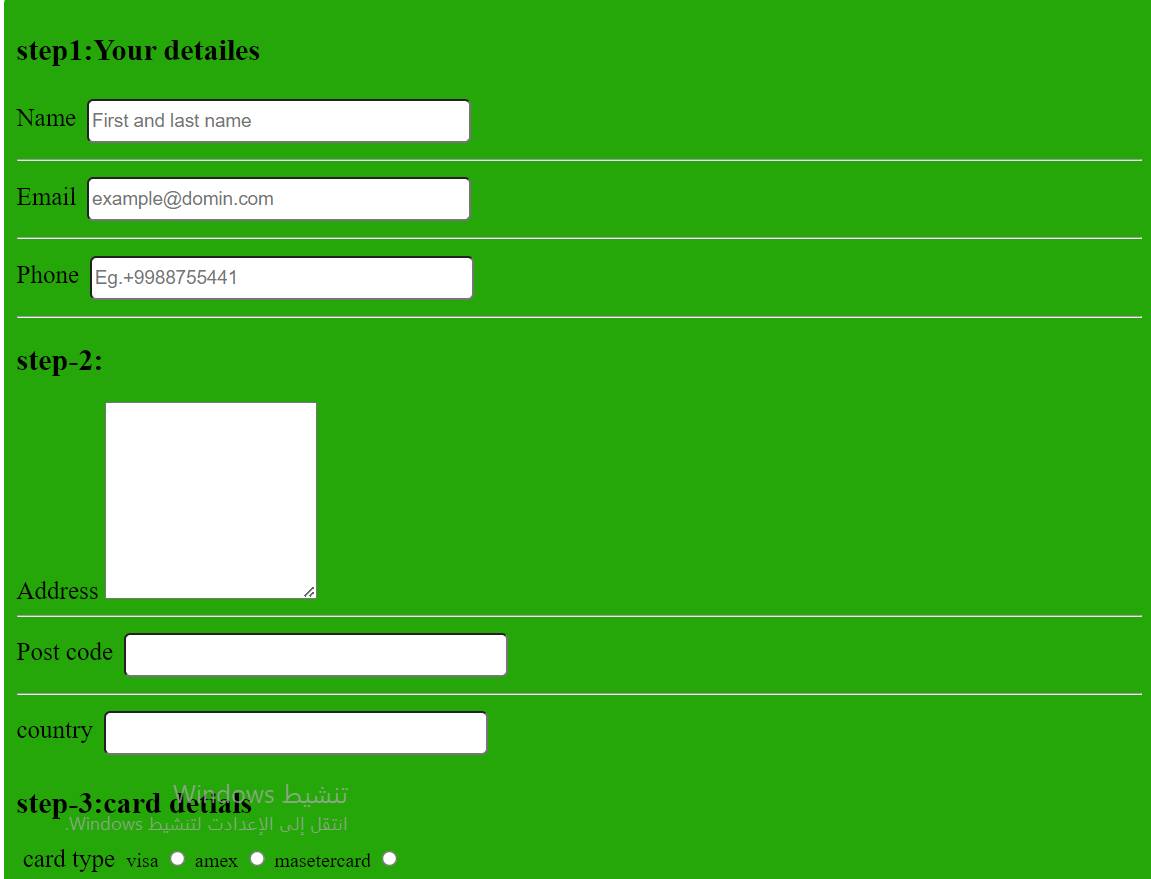 step1:Your detailes
Name First and last name
Email example@domin.com
Phone Eg.+9988755441
step-2:
Address
Post code
country
تنشيط Windows
step-3:card detials
انتقل إلى الإعدادت لتنشيط Windows.
card type visa amex masetercard